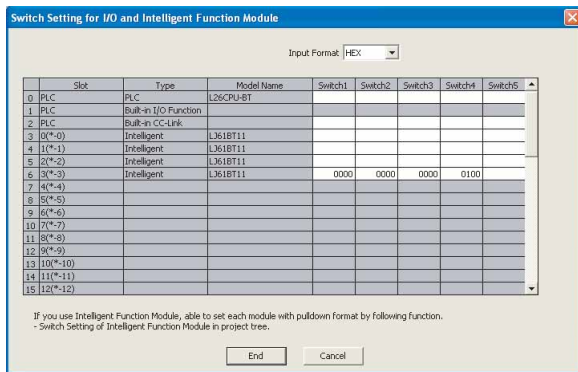 Switch Setting for I/O and Intelligent Function Module
Input Format HEX
Slot Type Model Name Switch1 Switch2 Switch3 Switch4 Switch5
0 PLC PLC L26CPU-BT
1 PLC Built-in I/O Function
2 PLC Built-in CC-Link
3 0(*-0) Intelligent LJ61BT11
4 1(*-1) Intelligent LJ61BT11
5 2(*-2) Intelligent LJ61BT11
6 3(*-3) Intelligent LJ61BT11 0000 0000 0000 0100
7 4(*-4)
8 5(*-5)
9 6(*-6)
10 7(*-7)
11 8(*-8)
12 9(*-9)
13 10(*-10)
14 11(*-11)
15 12(*-12)
If you use Intelligent Function Module, able to set each module with pulldown format by following function.
- Switch Setting of Intelligent Function Module in project tree.
End Cancel